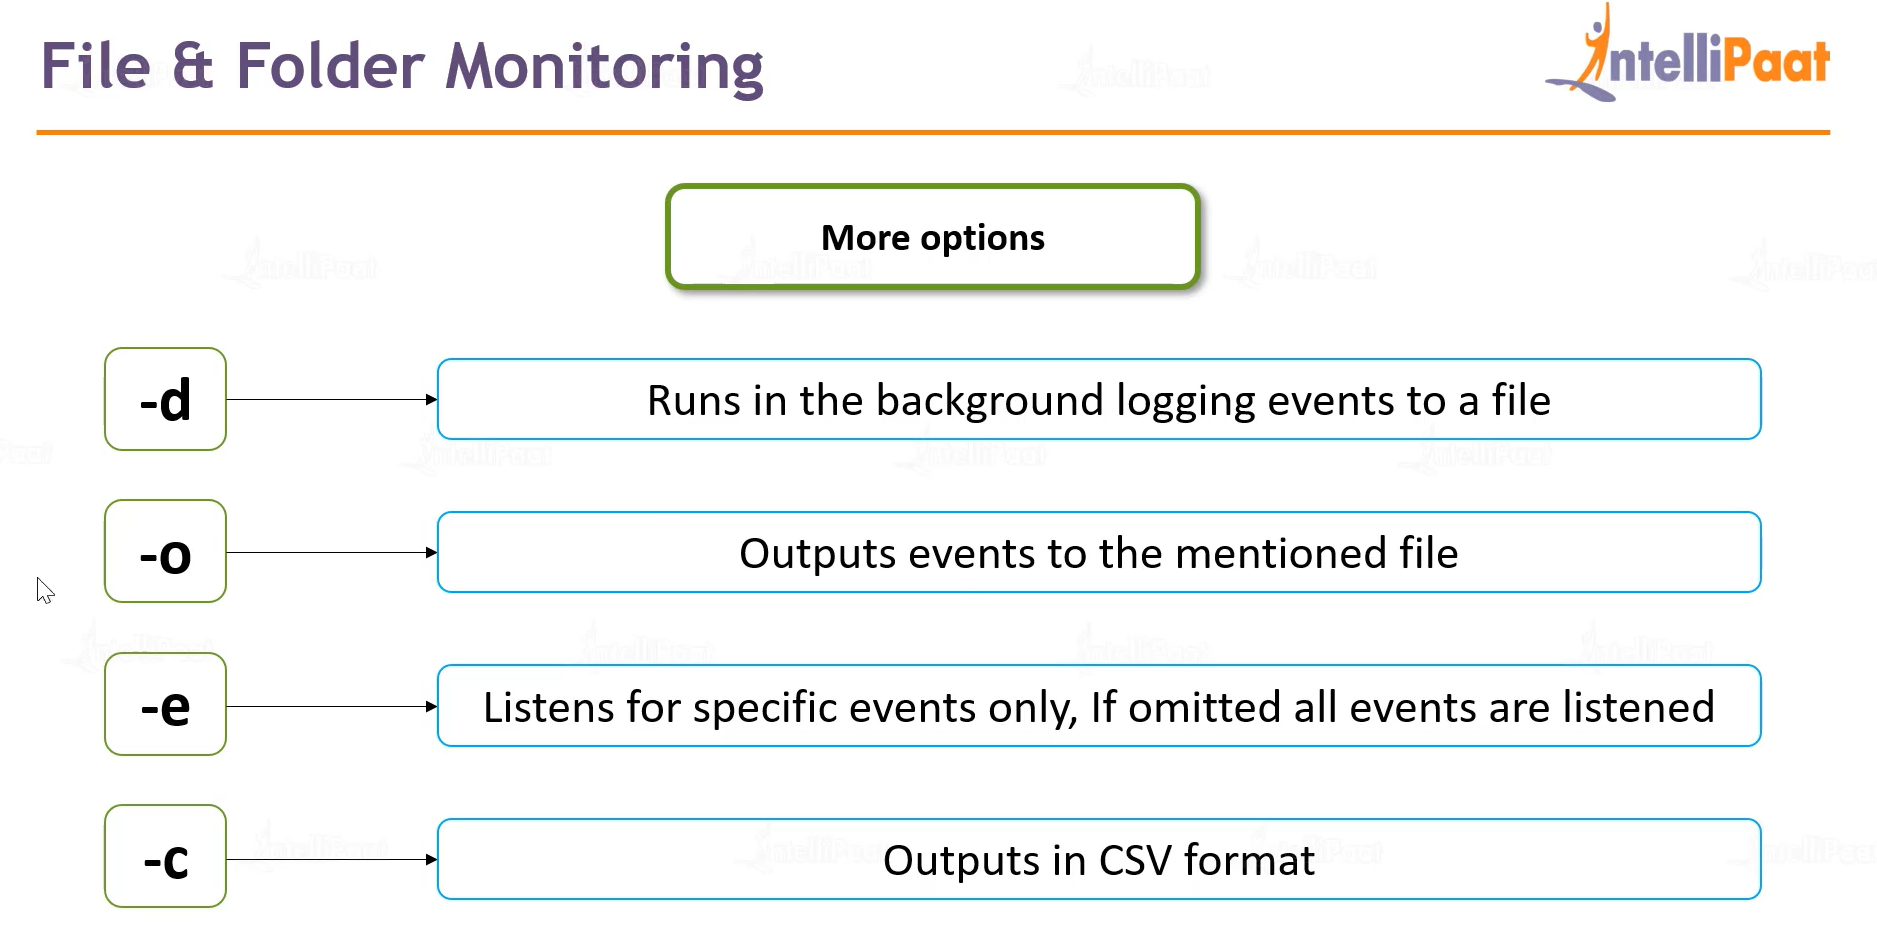 File & Folder Monitoring
IntelliPaat
More options
-d
Runs in the background logging events to a file
-o
Outputs events to the mentioned file
-e
Listens for specific events only, If omitted all events are listened
-c
Outputs in CSV format